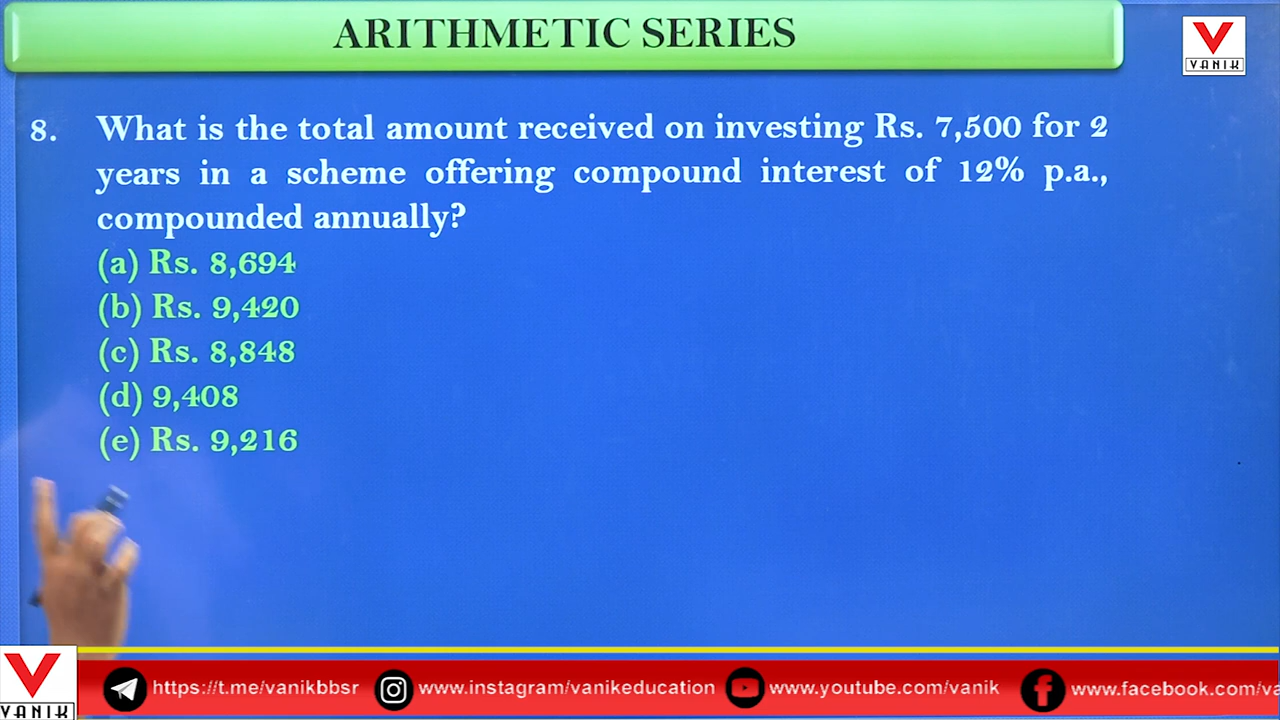 ARITHMETIC SERIES
VANIK
8. What is the total amount received on investing Rs. 7,500 for 2
years in a scheme offering compound interest of 12% p.a.,
compounded annually?
(a) Rs. 8,694
(b) Rs. 9,420
(c) Rs. 8,848
(d) 9,408
(e) Rs. 9,216
VANIK
https://t.me/vanikbbsr www.instagram/vanikeducation www.youtube.com/vanik www.facebook.com/va